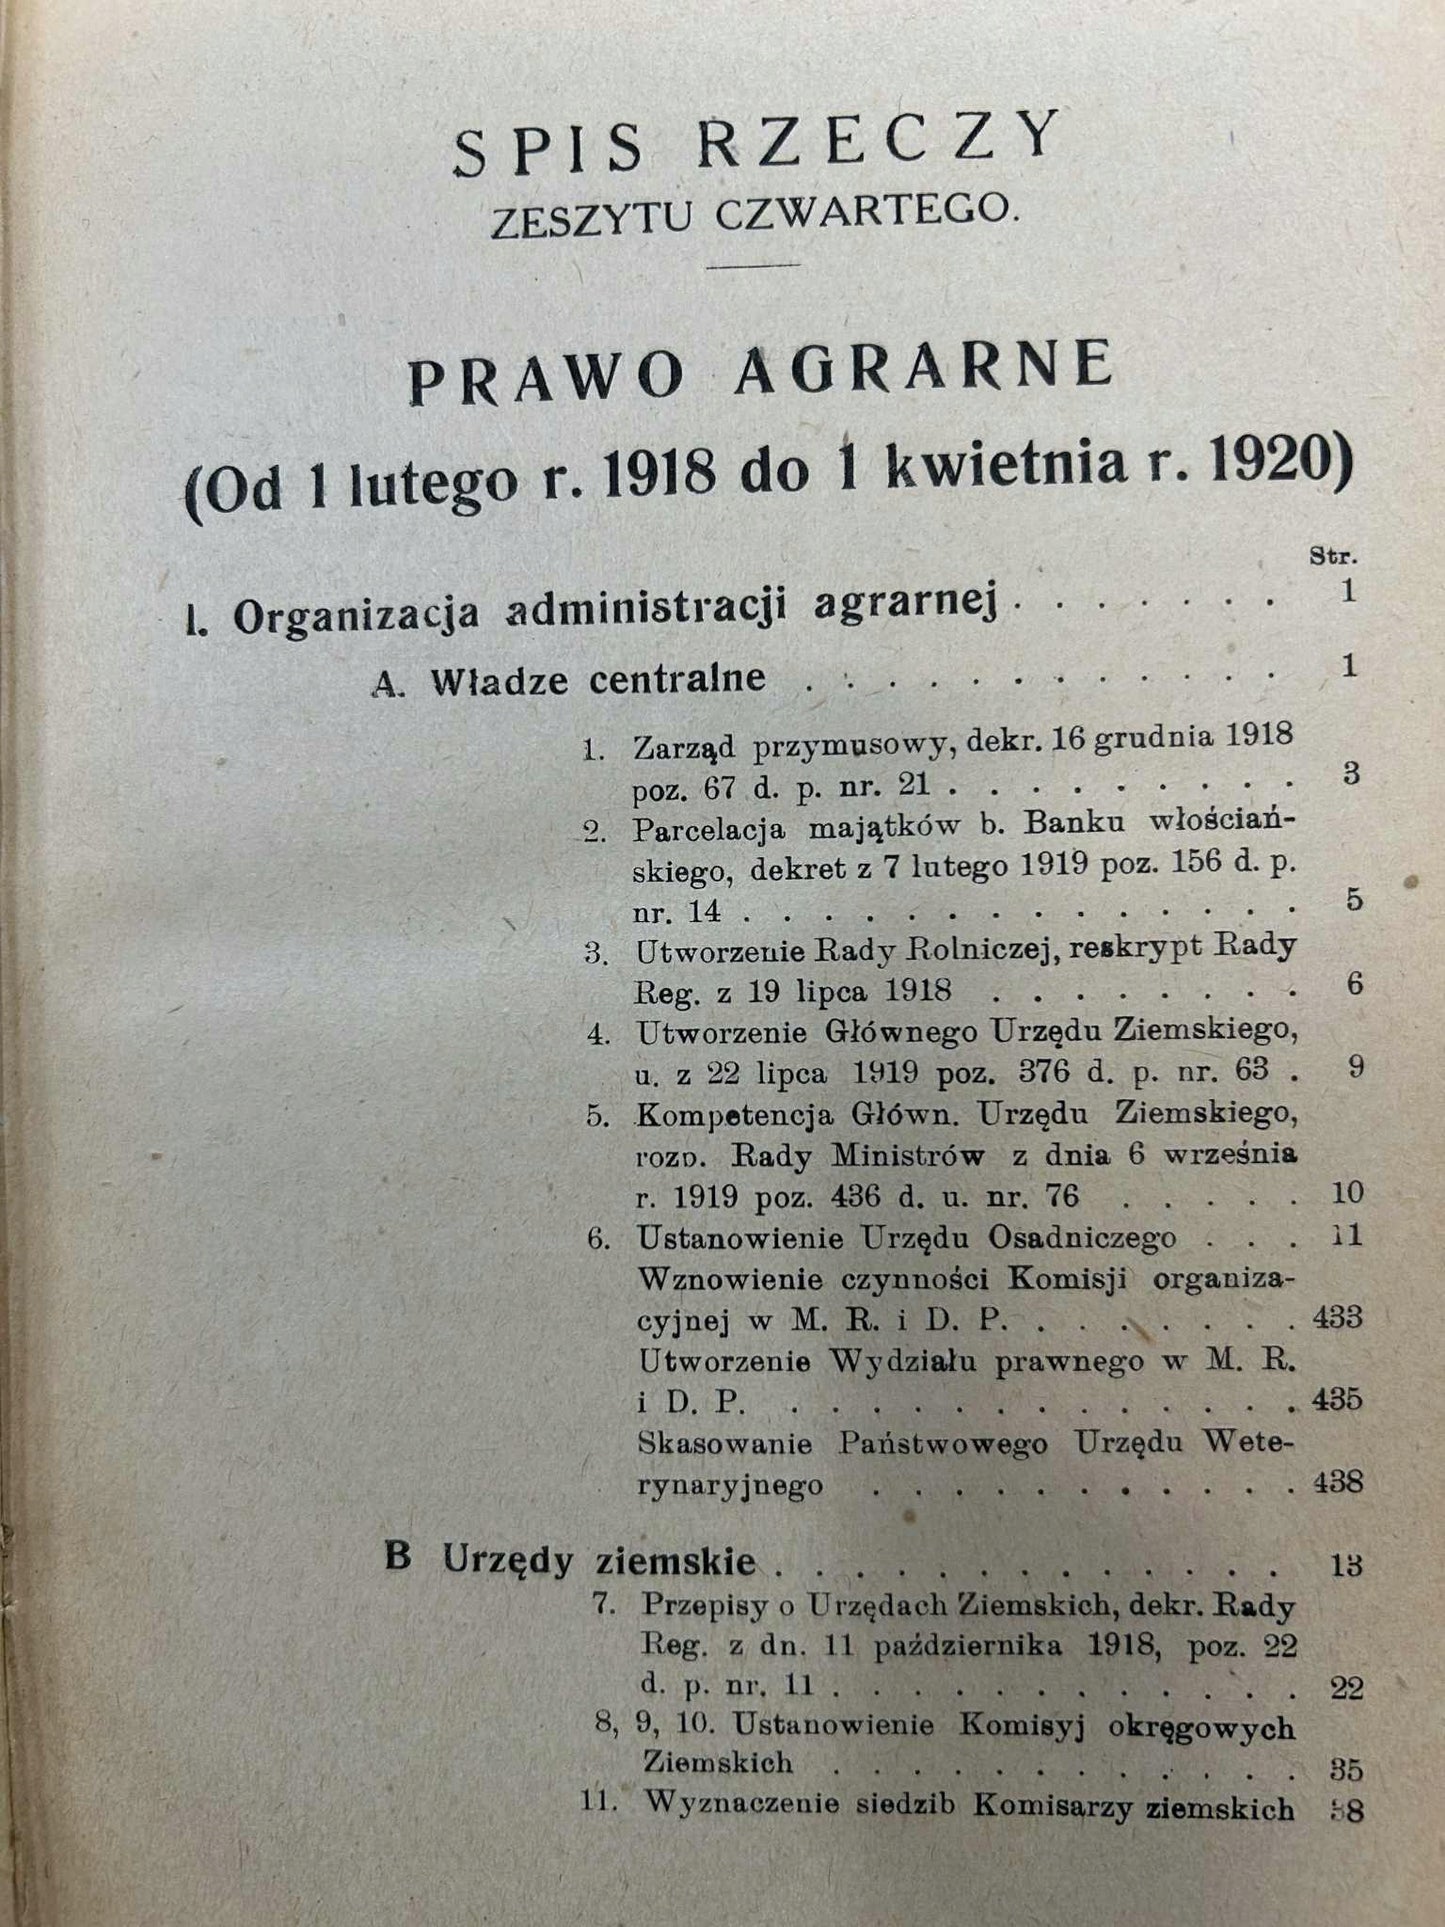 SPIS RZECZY
ZESZYTU CZWARTEGO.
PRAWO AGRARNE
(Od 1 lutego r. 1918 do 1 kwietnia r. 1920)
Str.
I. Organizacja administracji agrarnej . . . . . . . 1
A. Władze centralne . . . . . . . . . . . . 1
1. Zarząd przymusowy, dekr. 16 grudnia 1918
poz. 67 d. p. nr. 21 . . . . . . . . . 3
2. Parcelacja majątków b. Banku włościań-
skiego, dekret z 7 lutego 1919 poz. 156 d. p.
nr. 14 . . . . . . . . . . . . . . 5
3. Utworzenie Rady Rolniczej, reskrypt Rady
Reg. z 19 lipca 1918 . . . . . . . . 6
4. Utworzenie Głównego Urzędu Ziemskiego,
u. z 22 lipca 1919 poz. 376 d. p. nr. 63 . 9
5. Kompetencja Główn. Urzędu Ziemskiego,
rozp. Rady Ministrów z dnia 6 września
r. 1919 poz. 436 d. u. nr. 76 . . . . . 10
6. Ustanowienie Urzędu Osadniczego . . . 11
Wznowienie czynności Komisji organiza-
cyjnej w M. R. i D. P. . . . . . . . 433
Utworzenie Wydziału prawnego w M. R.
i D. P. . . . . . . . . . . . . . 435
Skasowanie Państwowego Urzędu Wete-
rynaryjnego . . . . . . . . . . . 438
B Urzędy ziemskie . . . . . . . . . . . . . 13
7. Przepisy o Urzędach Ziemskich, dekr. Rady
Reg. z dn. 11 października 1918, poz. 22
d. p. nr. 11 . . . . . . . . . . . . 22
8, 9, 10. Ustanowienie Komisyj okręgowych
Ziemskich . . . . . . . . . . . . 35
11. Wyznaczenie siedzib Komisarzy ziemskich 38